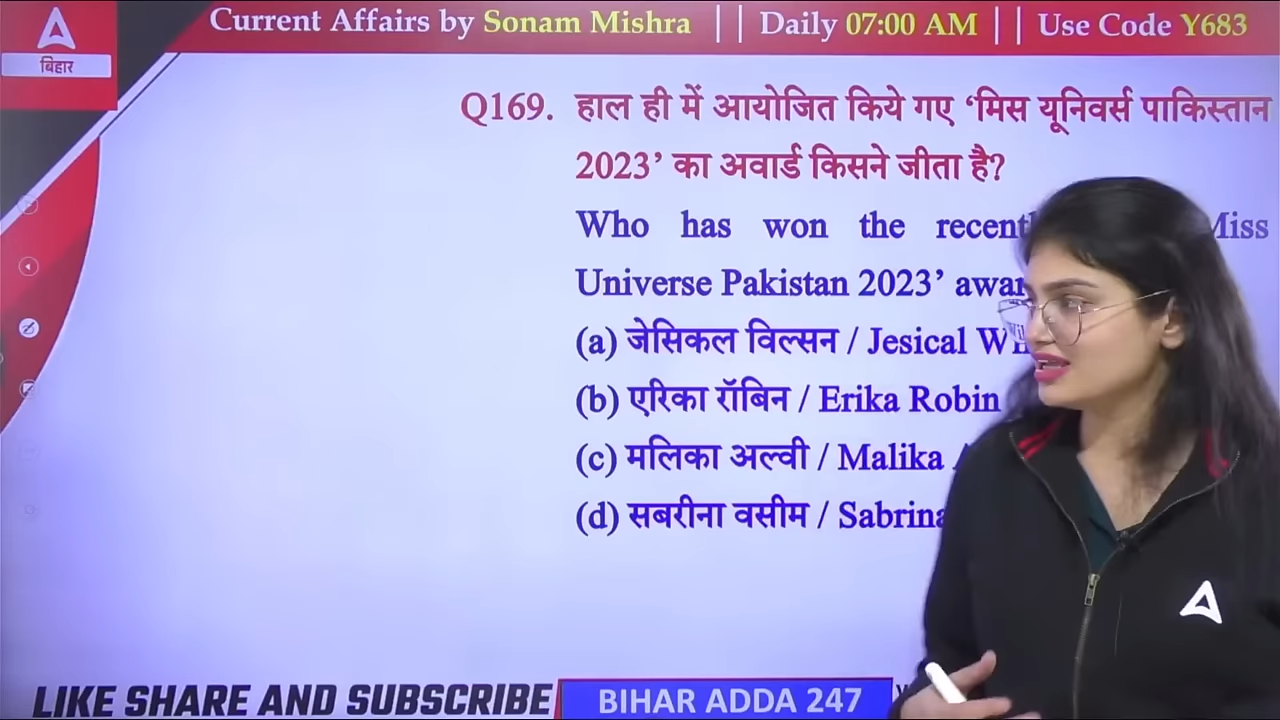 Current Affairs by Sonam Mishra || Daily 07:00 AM || Use Code Y683
बिहार
Q169. हाल ही में आयोजित किये गए ‘मिस यूनिवर्स पाकिस्तान
2023’ का अवार्ड किसने जीता है?
Who has won the Miss
Universe Pakistan 2023’
(a) जेसिकल विल्सन / Jesical
(b) एरिका रॉबिन / Erika Robin
(c) मलिका अल्वी / Malika
(d) सबरीना वसीम / Sabrina
LIKE SHARE AND SUBSCRIBE
BIHAR ADDA 247